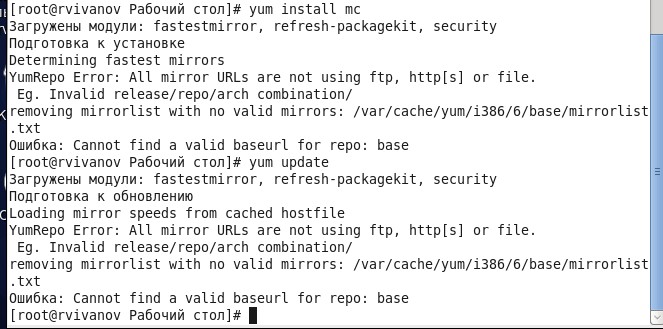 [root@rvivanov Рабочий стол]# yum install mc
Загружены модули: fastestmirror, refresh-packagekit, security
Подготовка к установке
Determining fastest mirrors
YumRepo Error: All mirror URLs are not using ftp, http[s] or file.
 Eg. Invalid release/repo/arch combination/
removing mirrorlist with no valid mirrors: /var/cache/yum/i386/6/base/mirrorlist
.txt
Ошибка: Cannot find a valid baseurl for repo: base
[root@rvivanov Рабочий стол]# yum update
Загружены модули: fastestmirror, refresh-packagekit, security
Подготовка к обновлению
Loading mirror speeds from cached hostfile
YumRepo Error: All mirror URLs are not using ftp, http[s] or file.
 Eg. Invalid release/repo/arch combination/
removing mirrorlist with no valid mirrors: /var/cache/yum/i386/6/base/mirrorlist
.txt
Ошибка: Cannot find a valid baseurl for repo: base
[root@rvivanov Рабочий стол]#